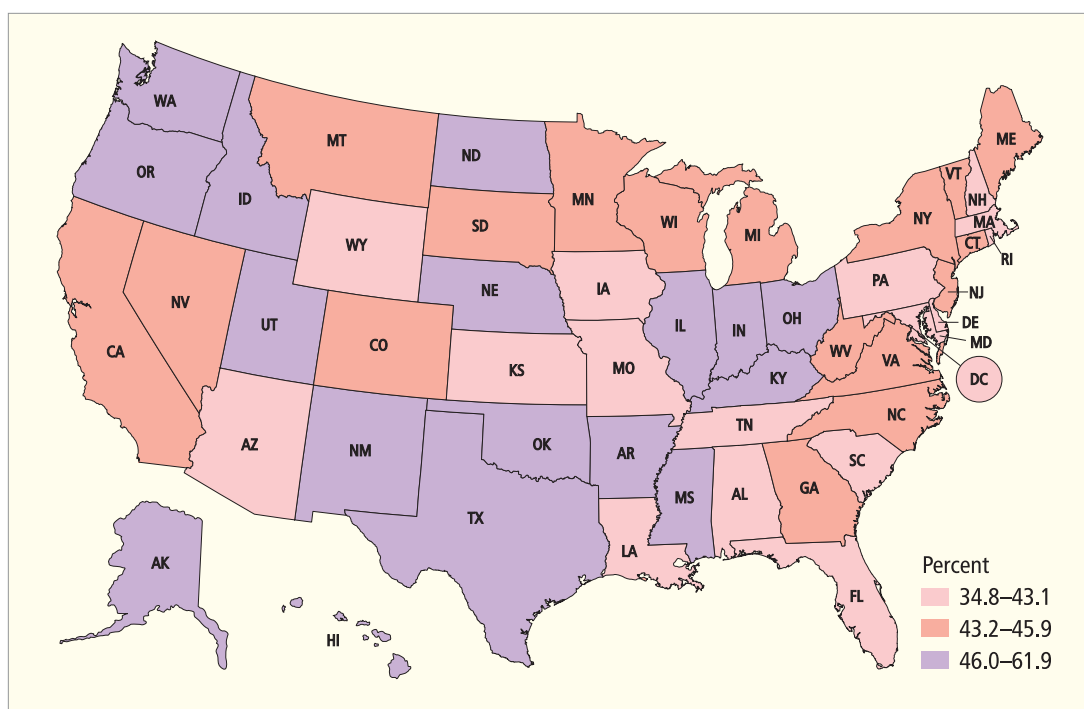 WA
MT
ND
MN
ME
VT
NH
OR
ID
SD
WI
MI
NY
MA
CT
RI
WY
IA
PA
NJ
NE
NV
UT
CO
IL
IN
OH
DE
MD
CA
KS
MO
WV
VA
KY
DC
AZ
NM
OK
AR
TN
NC
SC
TX
MS
AL
GA
LA
AK
HI
FL
Percent
34.8–43.1
43.2–45.9
46.0–61.9